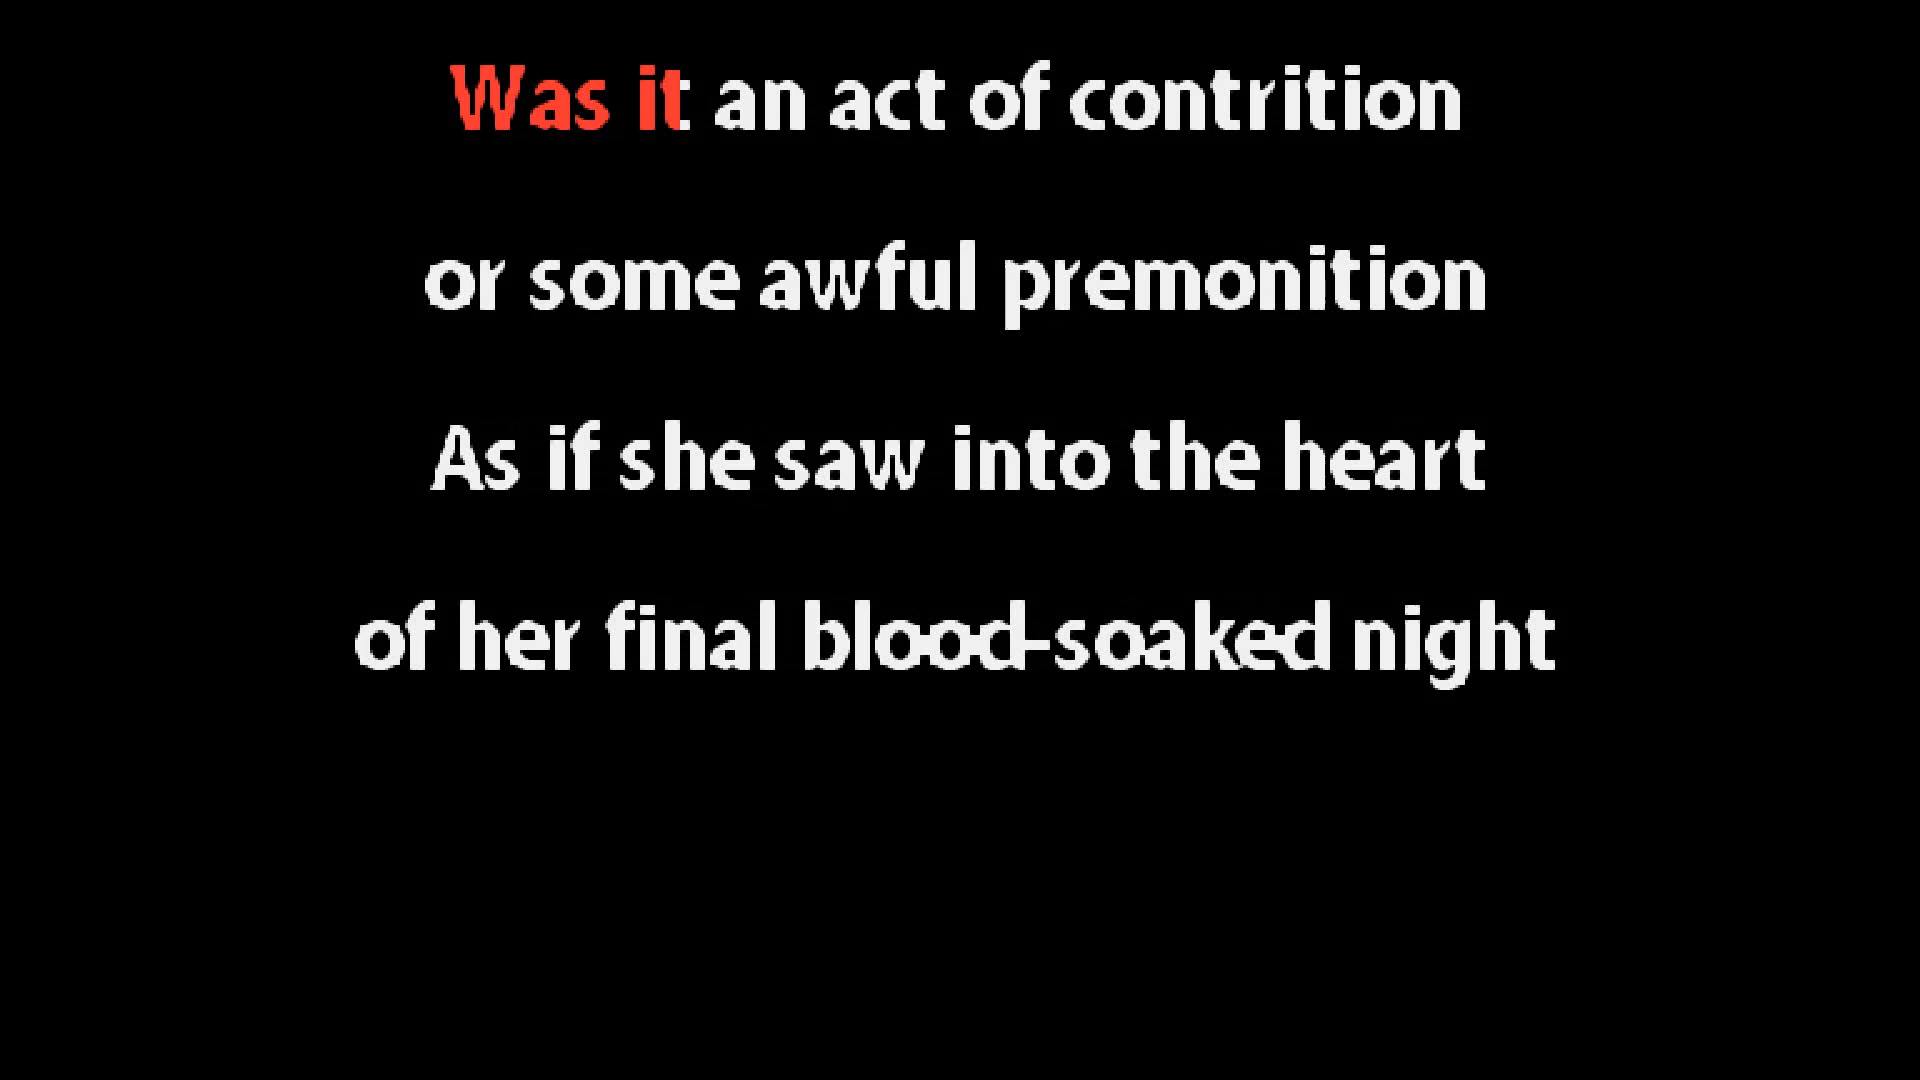 Was it an act of contrition
or some awful premonition
As if she saw into the heart
of her final blood-soaked night